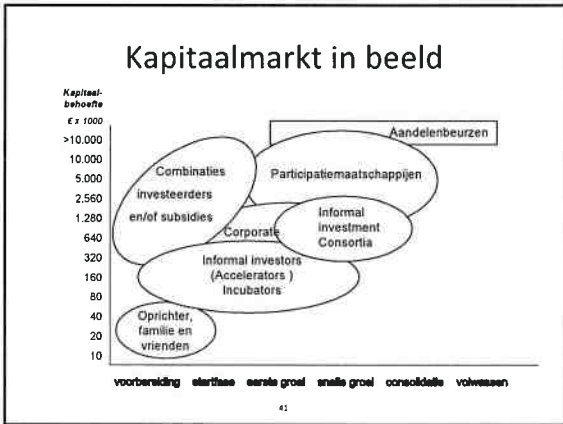 Kapitaalmarkt in beeld
Kapitaal-
behoefte
€ x 1000
>10.000
10.000
5.000
2.560
1.280
640
320
160
80
40
20
10
Aandelenbeurzen
Combinaties
investeerders
en/of subsidies
Participatiemaatschappijen
Corporate
Informal
investment
Consortia
Informal investors
(Accelerators )
Incubators
Oprichter,
familie en
vrienden
voorbereiding startfase eerste groei snelle groei consolidatie volwassen
41